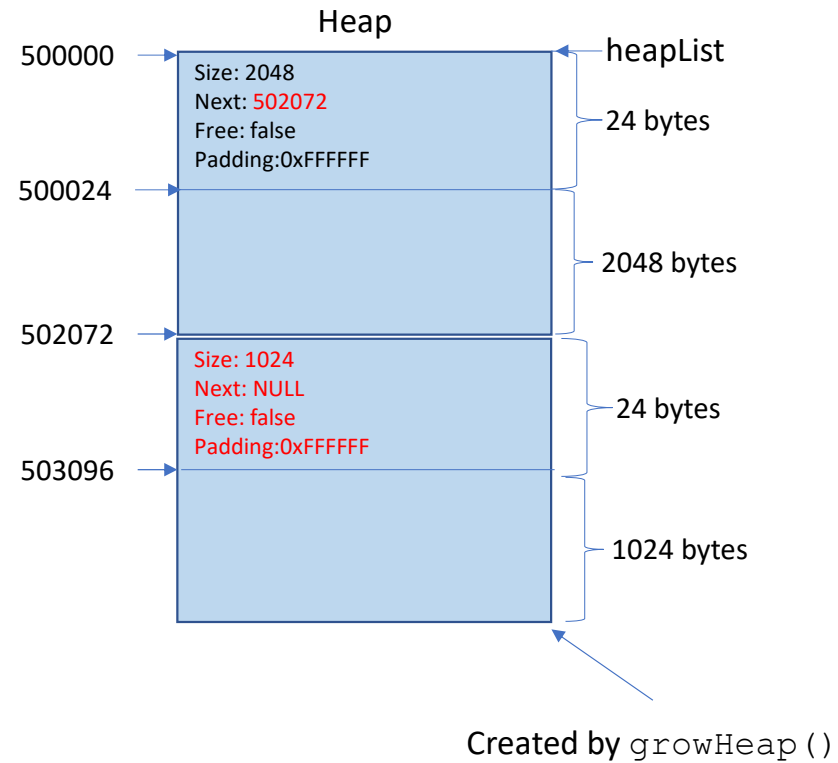 Heap
500000
heapList
Size: 2048
Next: 502072
Free: false
Padding:0xFFFFFF
24 bytes
500024
2048 bytes
502072
Size: 1024
Next: NULL
Free: false
Padding:0xFFFFFF
24 bytes
503096
1024 bytes
Created by growHeap()